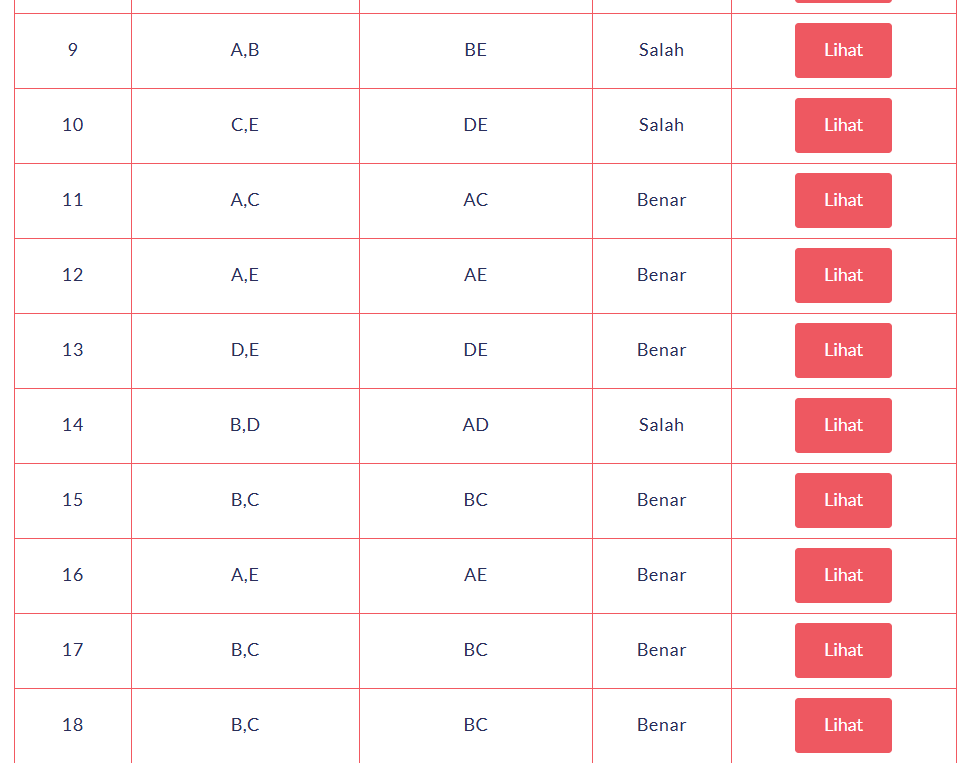 9 A,B BE Salah Lihat
10 C,E DE Salah Lihat
11 A,C AC Benar Lihat
12 A,E AE Benar Lihat
13 D,E DE Benar Lihat
14 B,D AD Salah Lihat
15 B,C BC Benar Lihat
16 A,E AE Benar Lihat
17 B,C BC Benar Lihat
18 B,C BC Benar Lihat